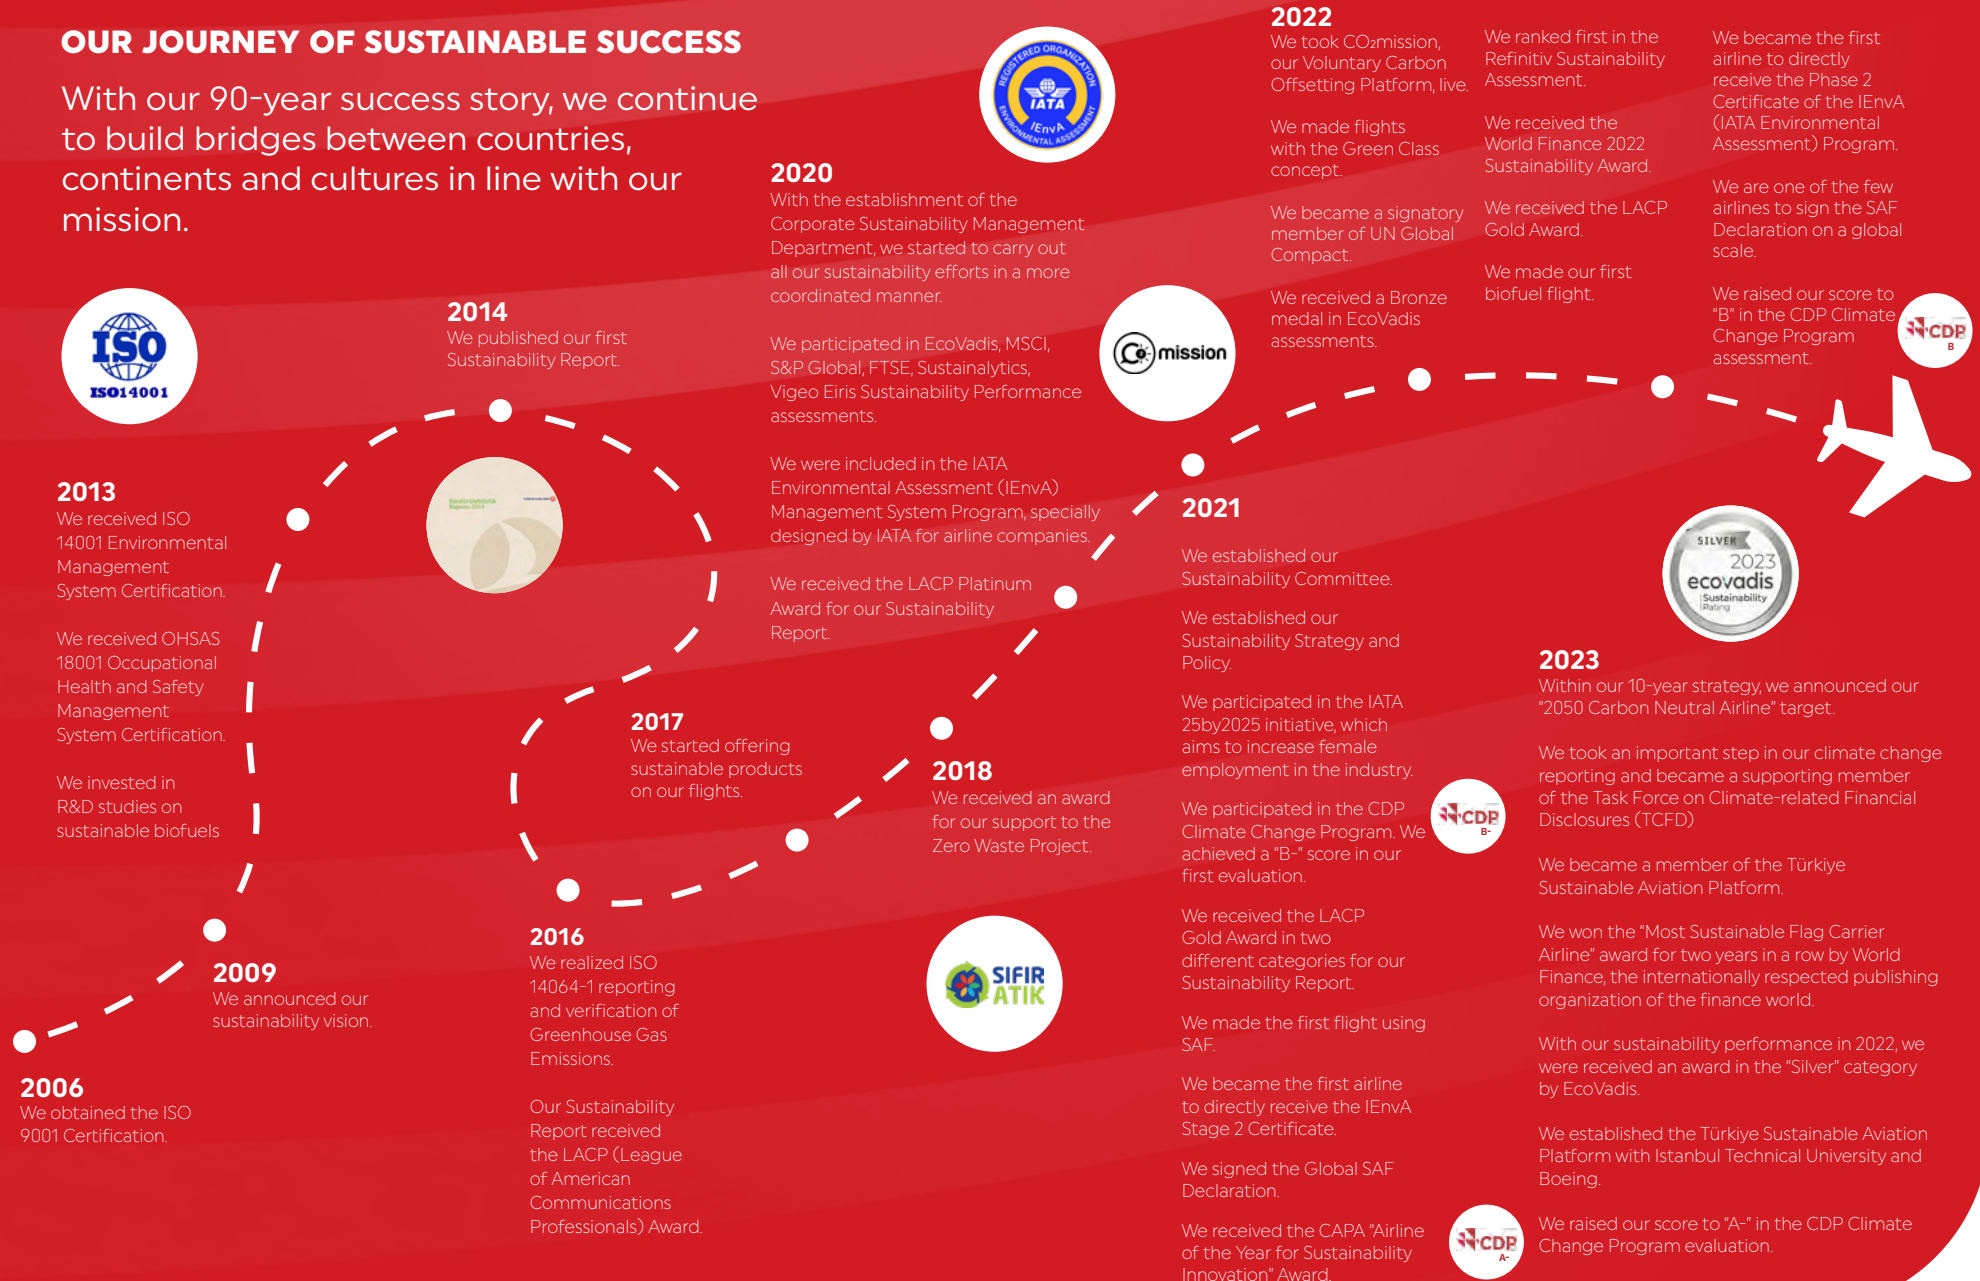 OUR JOURNEY OF SUSTAINABLE SUCCESS
With our 90-year success story, we continue
to build bridges between countries,
continents and cultures in line with our
mission.
ISO
ISO14001
2006
We obtained the ISO
9001 Certification.
2009
We announced our
sustainability vision.
2013
We received ISO
14001 Environmental
Management
System Certification.
We received OHSAS
18001 Occupational
Health and Safety
Management
System Certification.
We invested in
R&D studies on
sustainable biofuels
2014
We published our first
Sustainability Report.
2016
We realized ISO
14064-1 reporting
and verification of
Greenhouse Gas
Emissions.
Our Sustainability
Report received
the LACP (League
of American
Communications
Professionals) Award.
2017
We started offering
sustainable products
on our flights.
2018
We received an award
for our support to the
Zero Waste Project.
SIFIR
ATIK
REGISTERED ORGANIZATION
IATA
IEnvA
ENVIRONMENTAL ASSESSMENT
2020
With the establishment of the
Corporate Sustainability Management
Department, we started to carry out
all our sustainability efforts in a more
coordinated manner.
We participated in EcoVadis, MSCI,
S&P Global, FTSE, Sustainalytics,
Vigeo Eiris Sustainability Performance
assessments.
We were included in the IATA
Environmental Assessment (IEnvA)
Management System Program, specially
designed by IATA for airline companies.
We received the LACP Platinum
Award for our Sustainability
Report.
Co₂mission
2021
We established our
Sustainability Committee.
We established our
Sustainability Strategy and
Policy.
We participated in the IATA
25by2025 initiative, which
aims to increase female
employment in the industry.
We participated in the CDP
Climate Change Program. We
achieved a "B-" score in our
first evaluation.
CDP
B-
We received the LACP
Gold Award in two
different categories for our
Sustainability Report.
We made the first flight using
SAF.
We became the first airline
to directly receive the IEnvA
Stage 2 Certificate.
We signed the Global SAF
Declaration.
We received the CAPA "Airline
of the Year for Sustainability
Innovation" Award.
2022
We took CO₂mission,
our Voluntary Carbon
Offsetting Platform, live.
We made flights
with the Green Class
concept.
We became a signatory
member of UN Global
Compact.
We received a Bronze
medal in EcoVadis
assessments.
We ranked first in the
Refinitiv Sustainability
Assessment.
We received the
World Finance 2022
Sustainability Award.
We received the LACP
Gold Award.
We made our first
biofuel flight.
We became the first
airline to directly
receive the Phase 2
Certificate of the IEnvA
(IATA Environmental
Assessment) Program.
We are one of the few
airlines to sign the SAF
Declaration on a global
scale.
We raised our score to
"B" in the CDP Climate
Change Program
assessment.
CDP
B
SILVER
2023
ecovadis
Sustainability
Rating
2023
Within our 10-year strategy, we announced our
"2050 Carbon Neutral Airline" target.
We took an important step in our climate change
reporting and became a supporting member
of the Task Force on Climate-related Financial
Disclosures (TCFD)
We became a member of the Türkiye
Sustainable Aviation Platform.
We won the "Most Sustainable Flag Carrier
Airline" award for two years in a row by World
Finance, the internationally respected publishing
organization of the finance world.
With our sustainability performance in 2022, we
were received an award in the "Silver" category
by EcoVadis.
We established the Türkiye Sustainable Aviation
Platform with Istanbul Technical University and
Boeing.
We raised our score to "A-" in the CDP Climate
Change Program evaluation.
CDP
A-